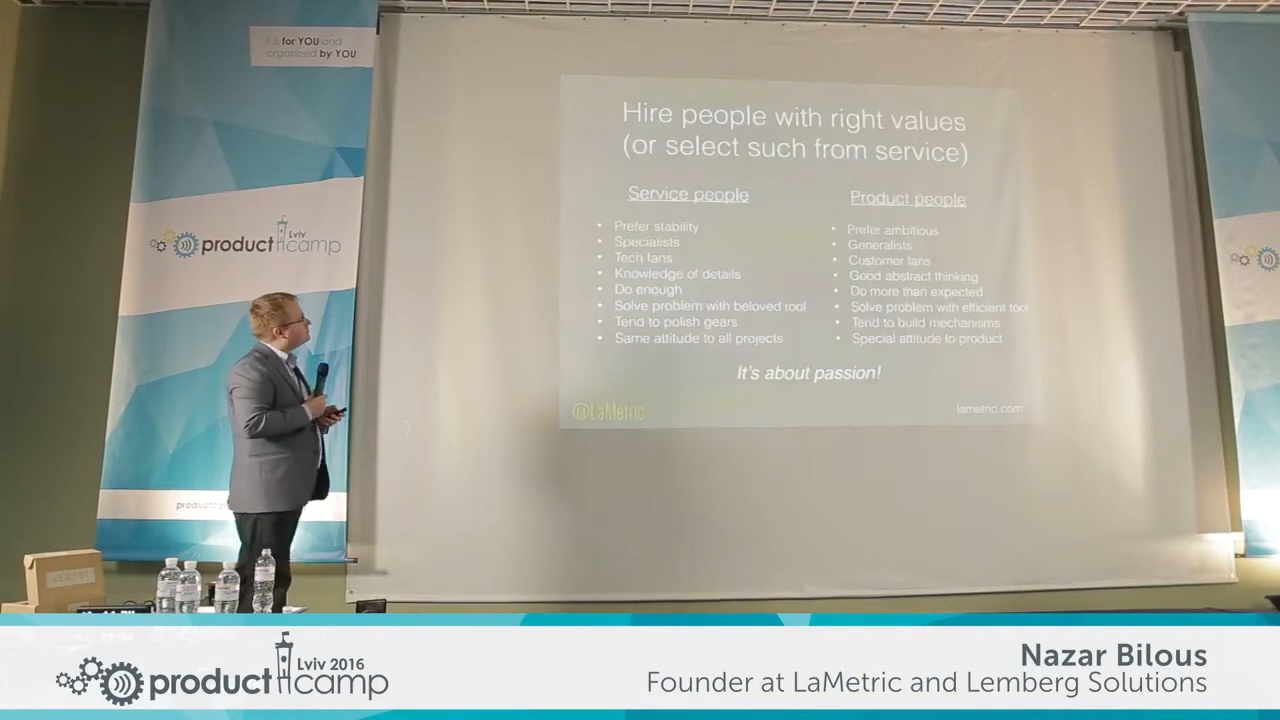 it is for YOU and
organized by YOU
product camp
Lviv
Hire people with right values
(or select such from service)
Service people
• Prefer stability
• Specialists
• Tech fans
• Knowledge of details
• Do enough
• Solve problem with beloved tool
• Tend to polish gears
• Same attitude to all projects
Product people
• Prefer ambitious
• Generalists
• Customer fans
• Good abstract thinking
• Do more than expected
• Solve problem with efficient tool
• Tend to build mechanisms
• Special attitude to product
It's about passion!
@LaMetric
lametric.com
product camp
Lviv 2016
Nazar Bilous
Founder at LaMetric and Lemberg Solutions